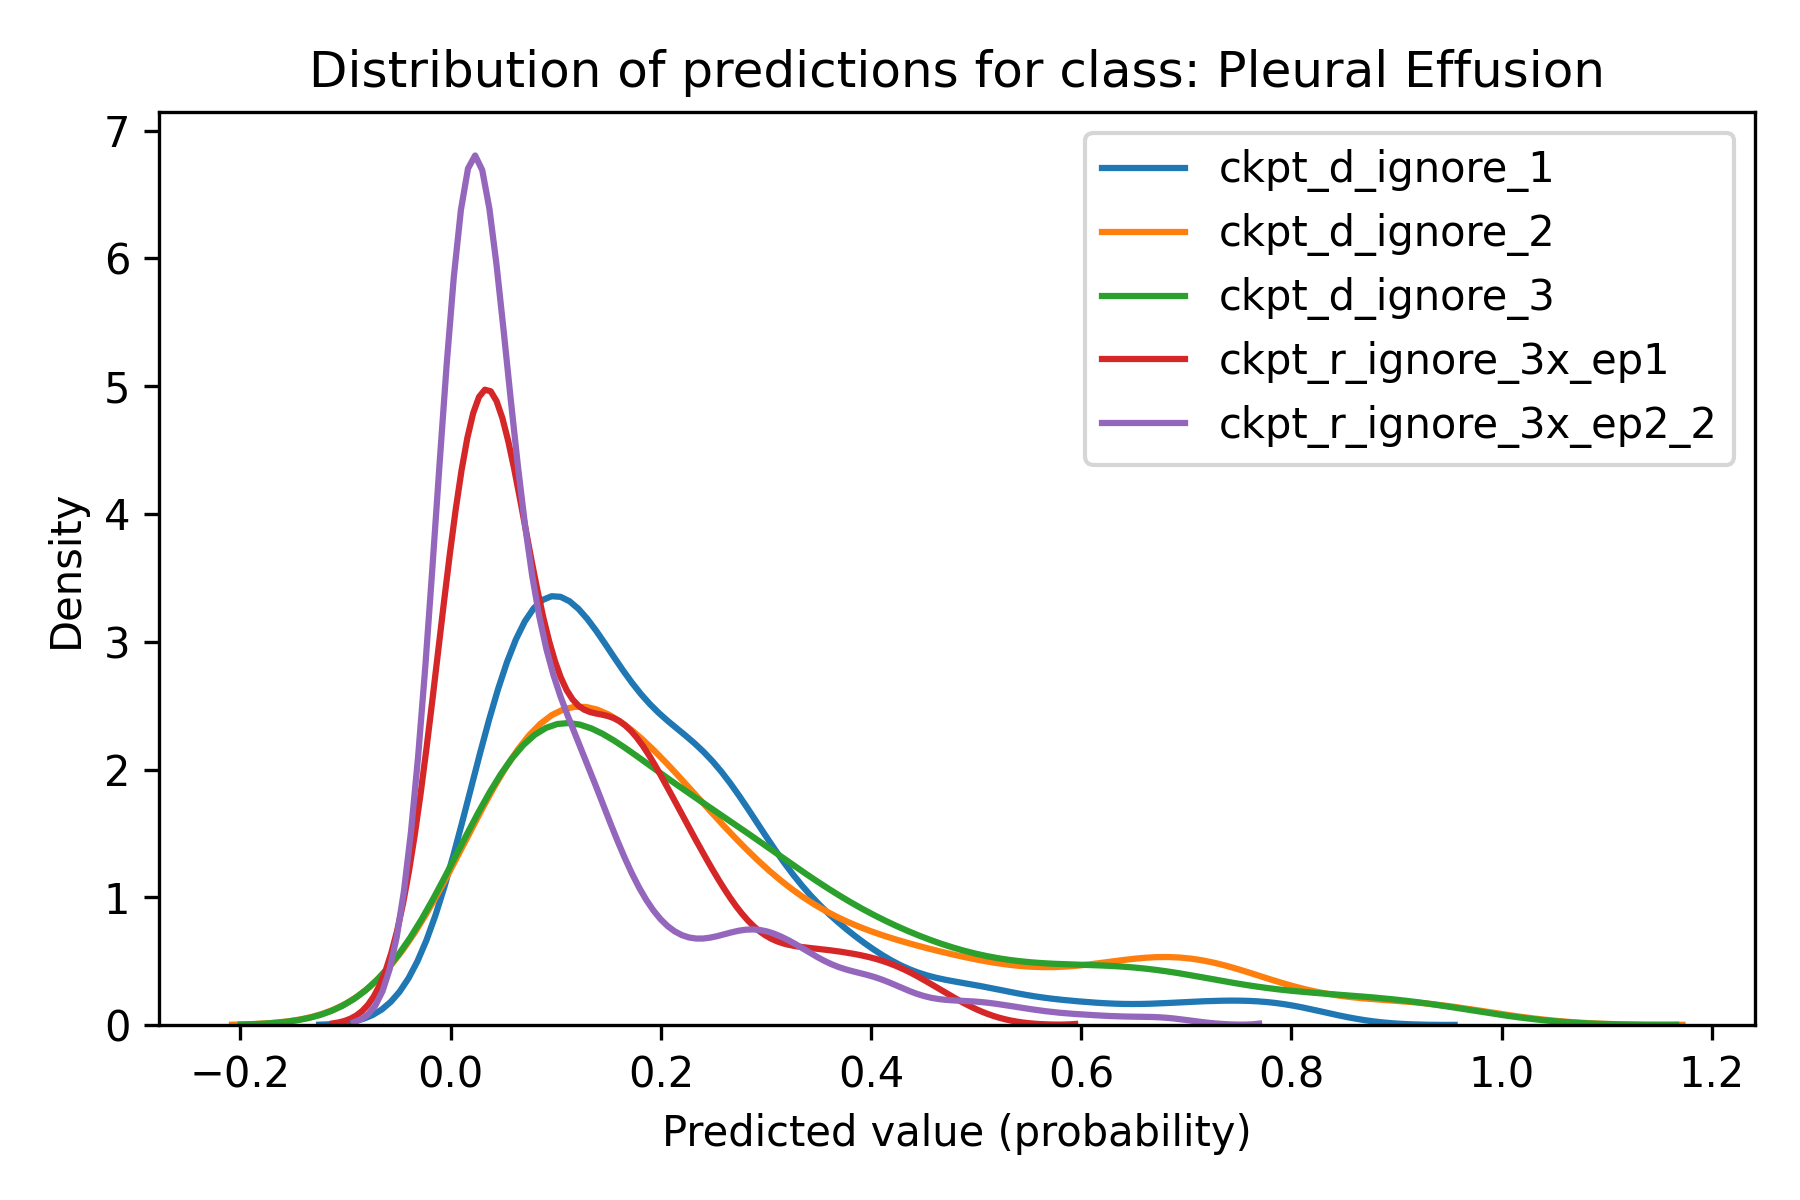 Distribution of predictions for class: Pleural Effusion
7
6
5
4
3
2
1
0
Density
ckpt_d_ignore_1
ckpt_d_ignore_2
ckpt_d_ignore_3
ckpt_r_ignore_3x_ep1
ckpt_r_ignore_3x_ep2_2
−0.2 0.0 0.2 0.4 0.6 0.8 1.0 1.2
Predicted value (probability)